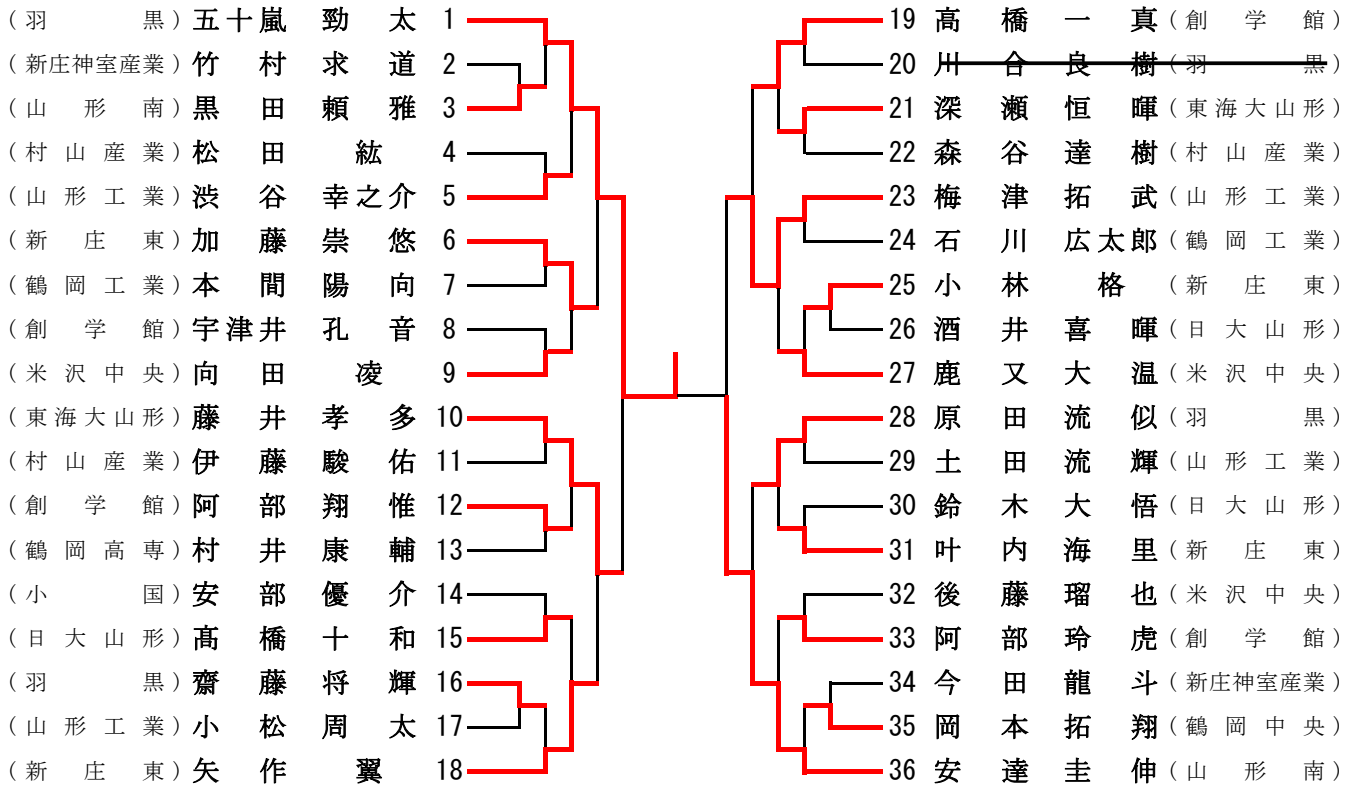 （羽黒）五十嵐勁太 1
（新庄神室産業）竹村求道 2
（山形南）黒田頼雅 3
（村山産業）松田紘 4
（山形工業）渋谷幸之介 5
（新庄東）加藤崇悠 6
（鶴岡工業）本間陽向 7
（創学館）宇津井孔音 8
（米沢中央）向田凌 9
（東海大山形）藤井孝多 10
（村山産業）伊藤駿佑 11
（創学館）阿部翔惟 12
（鶴岡高専）村井康輔 13
（小国）安部優介 14
（日大山形）髙橋十和 15
（羽黒）齋藤将輝 16
（山形工業）小松周太 17
（新庄東）矢作翼 18
19 高橋一真（創学館）
20 川合良樹（羽黒）
21 深瀬恒暉（東海大山形）
22 森谷達樹（村山産業）
23 梅津拓武（山形工業）
24 石川広太郎（鶴岡工業）
25 小林格（新庄東）
26 酒井喜暉（日大山形）
27 鹿又大温（米沢中央）
28 原田流似（羽黒）
29 土田流輝（山形工業）
30 鈴木大悟（日大山形）
31 叶内海里（新庄東）
32 後藤瑠也（米沢中央）
33 阿部玲虎（創学館）
34 今田龍斗（新庄神室産業）
35 岡本拓翔（鶴岡中央）
36 安達圭伸（山形南）